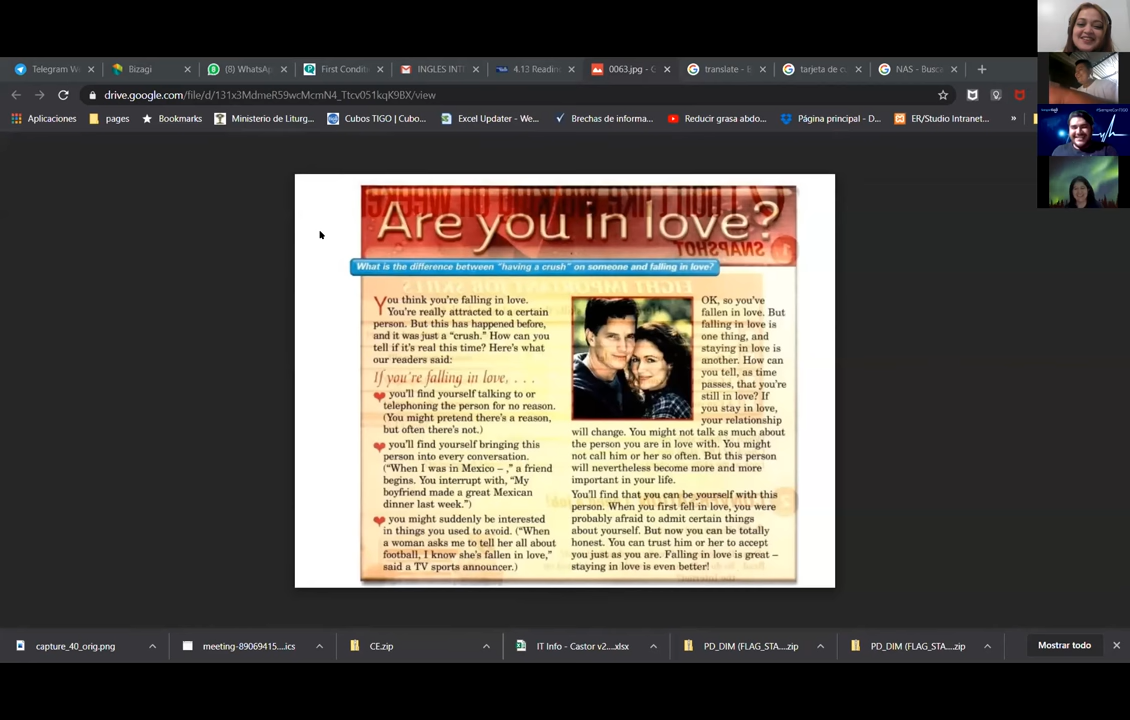 Telegram We
Bizagi
(8) WhatsAp
First Condit
INGLES INT
4.13 Readin
0063.jpg - G
translate - B
tarjeta de cu
NAS - Busc
drive.google.com/file/d/131x3MdmeR59wcMcmN4_Ttcv051kqK9BX/view
Aplicaciones
pages
Bookmarks
Ministerio de Liturg...
Cubos TIGO | Cubo...
Excel Updater - We...
Brechas de informa...
Reducir grasa abdo...
Página principal - D...
ER/Studio Intranet...
»
Are you in love?
SNAPSHOT
What is the difference between "having a crush" on someone and falling in love?
You think you're falling in love.
You're really attracted to a certain
person. But this has happened before,
and it was just a "crush." How can you
tell if it's real this time? Here's what
our readers said:
If you're falling in love, . . .
you'll find yourself talking to or
telephoning the person for no reason.
(You might pretend there's a reason,
but often there's not.)
you'll find yourself bringing this
person into every conversation.
("When I was in Mexico – ," a friend
begins. You interrupt with, "My
boyfriend made a great Mexican
dinner last week.")
you might suddenly be interested
in things you used to avoid. ("When
a woman asks me to tell her all about
football, I know she's fallen in love,"
said a TV sports announcer.)
OK, so you've
fallen in love. But
falling in love is
one thing, and
staying in love is
another. How can
you tell, as time
passes, that you're
still in love? If
you stay in love,
your relationship
will change. You might not talk as much about
the person you are in love with. You might
not call him or her so often. But this person
will nevertheless become more and more
important in your life.
You'll find that you can be yourself with this
person. When you first fell in love, you were
probably afraid to admit certain things
about yourself. But now you can be totally
honest. You can trust him or her to accept
you just as you are. Falling in love is great –
staying in love is even better!
capture_40_orig.png
meeting-89069415...ics
CE.zip
IT Info - Castor v2....xlsx
PD_DIM (FLAG_STA....zip
PD_DIM (FLAG_STA....zip
Mostrar todo